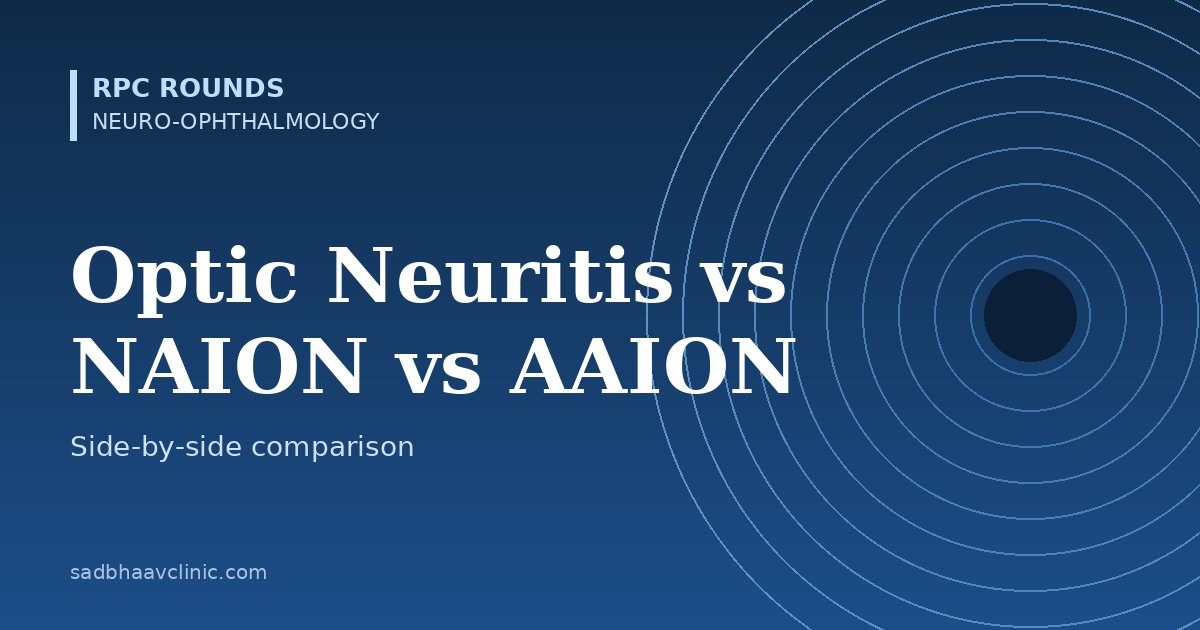 RPC ROUNDS
NEURO-OPHTHALMOLOGY
Optic Neuritis vs
NAION vs AAION
Side-by-side comparison
sadbhaavclinic.com